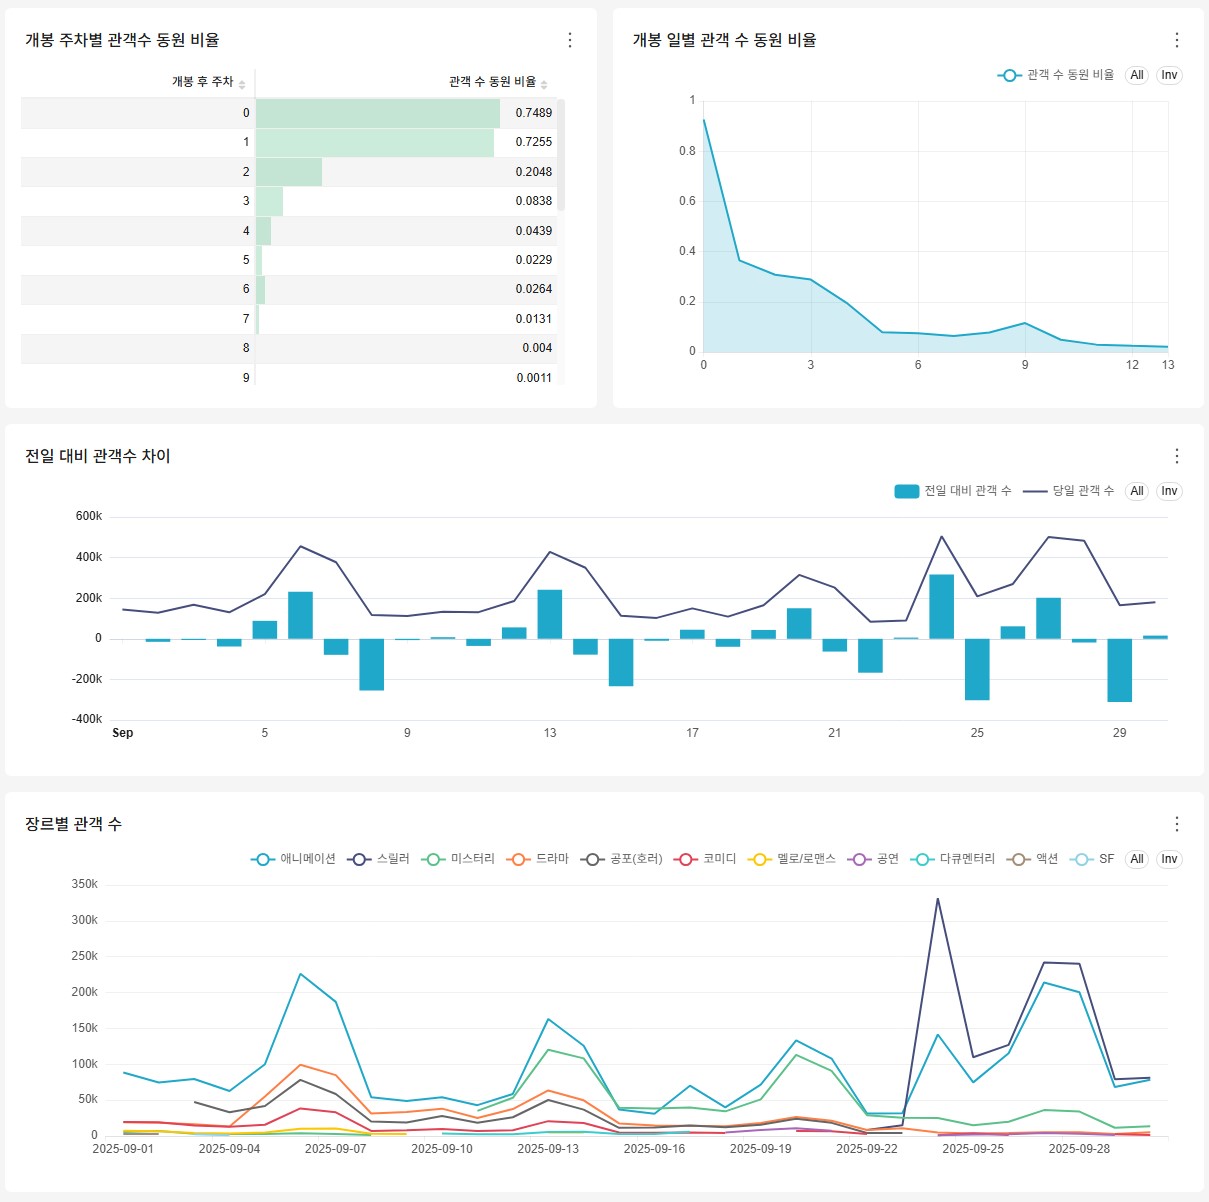 개봉 주차별 관객수 동원 비율
개봉 후 주차 관객 수 동원 비율
0 0.7489
1 0.7255
2 0.2048
3 0.0838
4 0.0439
5 0.0229
6 0.0264
7 0.0131
8 0.004
9 0.0011
개봉 일별 관객 수 동원 비율
관객 수 동원 비율 All Inv
1
0.8
0.6
0.4
0.2
0
0 3 6 9 12 13
전일 대비 관객수 차이
전일 대비 관객 수 당일 관객 수 All Inv
600k
400k
200k
0
-200k
-400k
Sep 5 9 13 17 21 25 29
장르별 관객 수
애니메이션 스릴러 미스터리 드라마 공포(호러) 코미디 멜로/로맨스 공연 다큐멘터리 액션 SF All Inv
350k
300k
250k
200k
150k
100k
50k
0
2025-09-01 2025-09-04 2025-09-07 2025-09-10 2025-09-13 2025-09-16 2025-09-19 2025-09-22 2025-09-25 2025-09-28